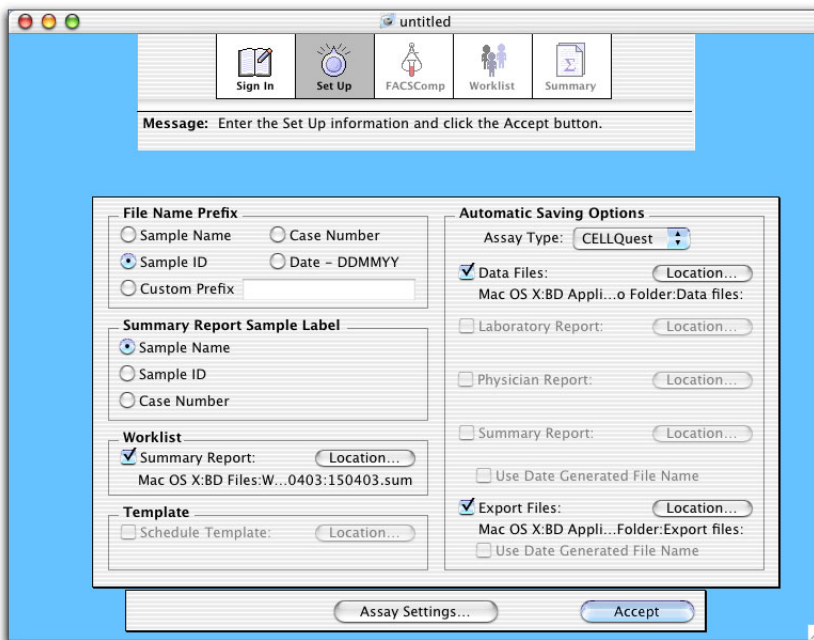 untitled
Sign In
Set Up
FACSComp
Worklist
Σ
Summary
Message: Enter the Set Up information and click the Accept button.
File Name Prefix
Sample Name
Case Number
Sample ID
Date – DDMMYY
Custom Prefix
Summary Report Sample Label
Sample Name
Sample ID
Case Number
Worklist
Summary Report:
Location...
Mac OS X:BD Files:W...0403:150403.sum
Template
Schedule Template:
Location...
Automatic Saving Options
Assay Type: CELLQuest
Data Files:
Location...
Mac OS X:BD Appli...o Folder:Data files:
Laboratory Report:
Location...
Physician Report:
Location...
Summary Report:
Location...
Use Date Generated File Name
Export Files:
Location...
Mac OS X:BD Appli...Folder:Export files:
Use Date Generated File Name
Assay Settings...
Accept